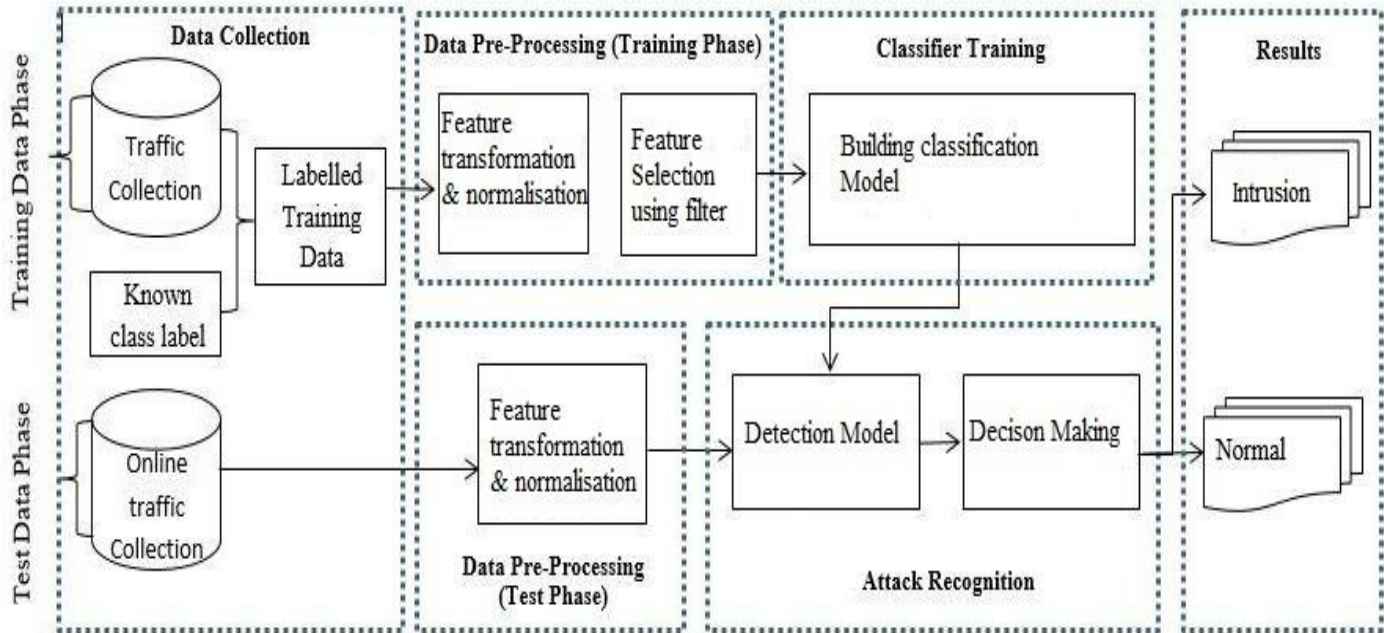 Training Data Phase
Data Collection
Traffic
Collection
Known
class label
Labelled
Training
Data
Data Pre-Processing (Training Phase)
Feature
transformation
& normalisation
Feature
Selection
using filter
Classifier Training
Building classification
Model
Results
Intrusion
Test Data Phase
Online
traffic
Collection
Feature
transformation
& normalisation
Data Pre-Processing
(Test Phase)
Detection Model
Decison Making
Attack Recognition
Normal